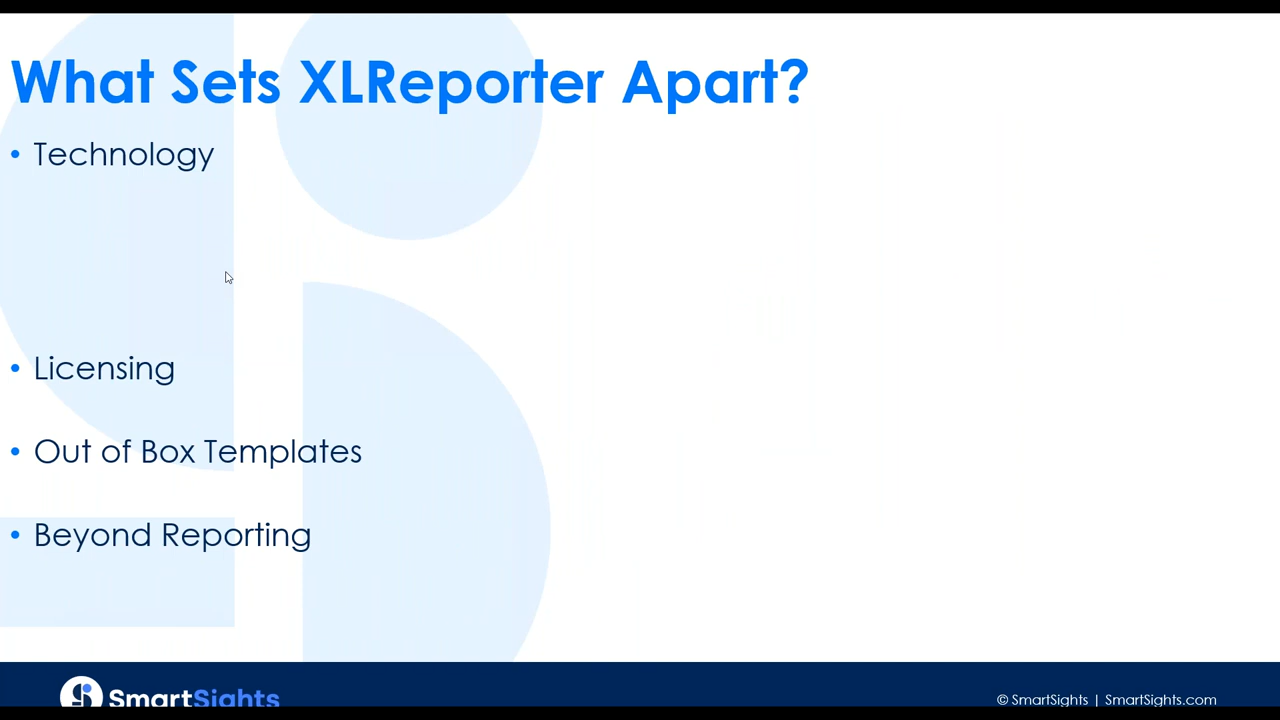 What Sets XLReporter Apart?
• Technology
• Licensing
• Out of Box Templates
• Beyond Reporting
SmartSights
© SmartSights | SmartSights.com